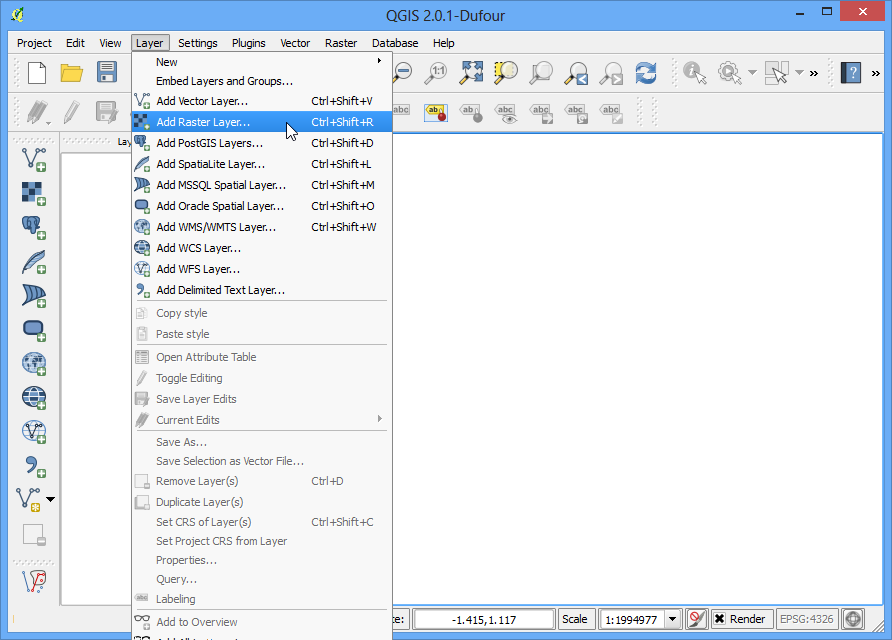 QGIS 2.0.1-Dufour
Project Edit View Layer Settings Plugins Vector Raster Database Help
New
Embed Layers and Groups...
Add Vector Layer... Ctrl+Shift+V
Add Raster Layer... Ctrl+Shift+R
Add PostGIS Layers... Ctrl+Shift+D
Add SpatiaLite Layer... Ctrl+Shift+L
Add MSSQL Spatial Layer... Ctrl+Shift+M
Add Oracle Spatial Layer... Ctrl+Shift+O
Add WMS/WMTS Layer... Ctrl+Shift+W
Add WCS Layer...
Add WFS Layer...
Add Delimited Text Layer...
Copy style
Paste style
Open Attribute Table
Toggle Editing
Save Layer Edits
Current Edits
Save As...
Save Selection as Vector File...
Remove Layer(s) Ctrl+D
Duplicate Layer(s)
Set CRS of Layer(s) Ctrl+Shift+C
Set Project CRS from Layer
Properties...
Query...
Labeling
Add to Overview
1:1
abc abc abc abc abc abc abc
Lay
te: -1.415,1.117 Scale 1:1994977 Render EPSG:4326